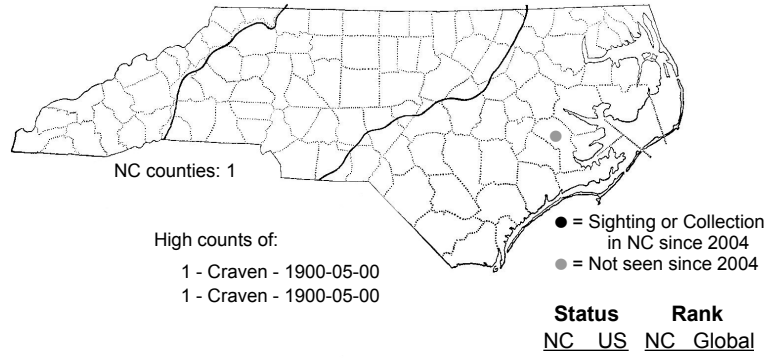 NC counties: 1
High counts of:
1 - Craven - 1900-05-00
1 - Craven - 1900-05-00
= Sighting or Collection
in NC since 2004
= Not seen since 2004
Status Rank
NC US NC Global